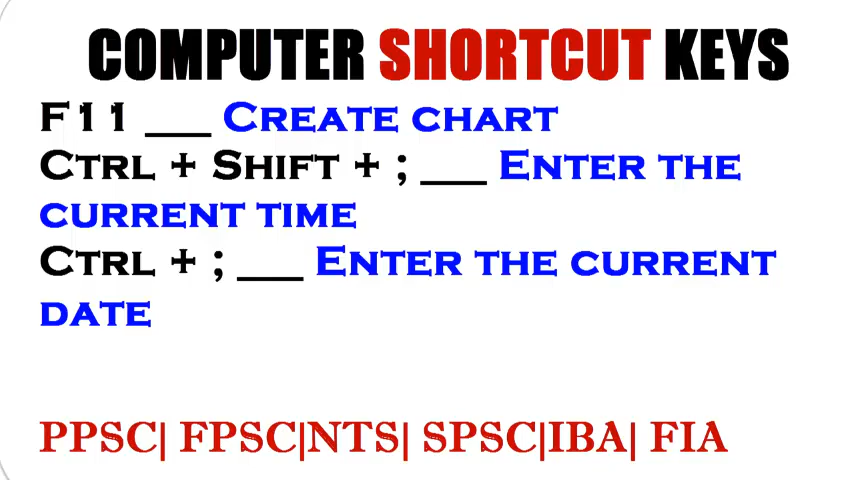 COMPUTER SHORTCUT KEYS
F11 ___ Create chart
Ctrl + Shift + ; ___ Enter the
current time
Ctrl + ; ___ Enter the current
date
PPSC| FPSC|NTS| SPSC|IBA| FIA